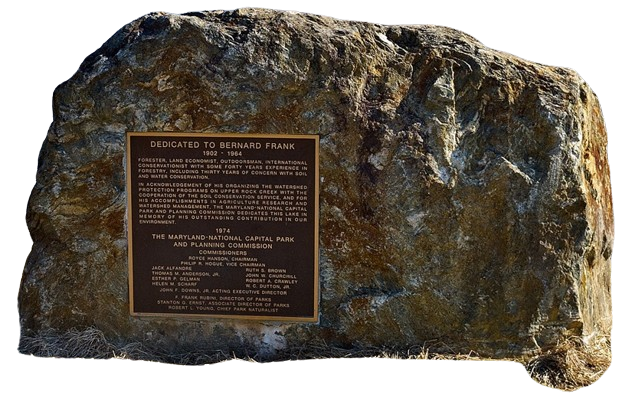 DEDICATED TO BERNARD FRANK
1902 - 1964
FORESTER, LAND ECONOMIST, OUTDOORSMAN, INTERNATIONAL
CONSERVATIONIST WITH SOME FORTY YEARS EXPERIENCE IN
FORESTRY, INCLUDING THIRTY YEARS OF CONCERN WITH SOIL
AND WATER CONSERVATION.
IN ACKNOWLEDGEMENT OF HIS ORGANIZING THE WATERSHED
PROTECTION PROGRAMS ON UPPER ROCK CREEK WITH THE
COOPERATION OF THE SOIL CONSERVATION SERVICE, AND FOR
HIS ACCOMPLISHMENTS IN AGRICULTURE RESEARCH AND
WATERSHED MANAGEMENT, THE MARYLAND-NATIONAL CAPITAL
PARK AND PLANNING COMMISSION DEDICATES THIS LAKE IN
MEMORY OF HIS OUTSTANDING CONTRIBUTION IN OUR
ENVIRONMENT.
1974
THE MARYLAND-NATIONAL CAPITAL PARK
AND PLANNING COMMISSION
COMMISSIONERS
ROYCE HANSON, CHAIRMAN
PHILIP R. HOGUE, VICE CHAIRMAN
JACK ALFANDRE RUTH S. BROWN
THOMAS M. ANDERSON, JR. JOHN W. CHURCHILL
ESTHER P. GELMAN ROBERT A. CRAWLEY
HELEN M. SCHARF W. C. DUTTON, JR.
JOHN F. DOWNS, JR. ACTING EXECUTIVE DIRECTOR
F. FRANK RUBINI, DIRECTOR OF PARKS
STANTON G. ERNST, ASSOCIATE DIRECTOR OF PARKS
ROBERT L. YOUNG, CHIEF PARK NATURALIST